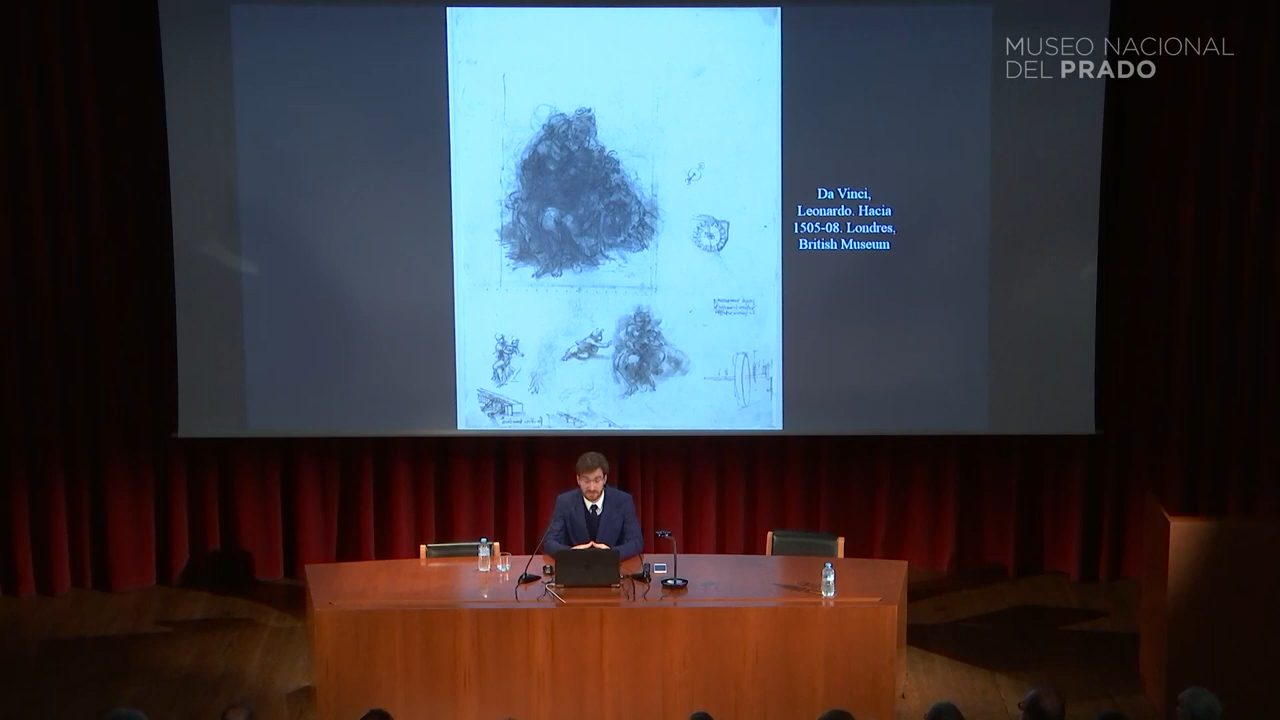 MUSEO NACIONAL
DEL PRADO
Da Vinci,
Leonardo. Hacia
1505-08. Londres,
British Museum